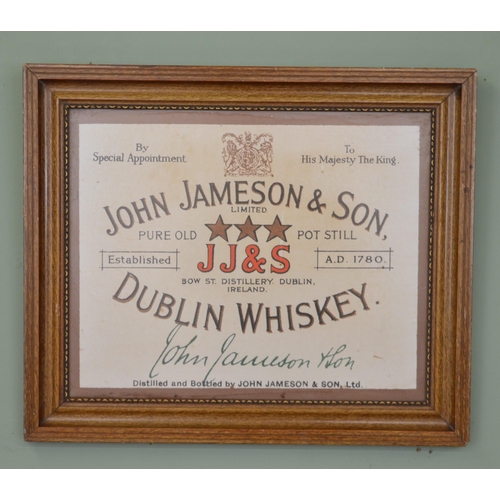 By
Special Appointment
To
His Majesty The King.
JOHN JAMESON & SON,
LIMITED
PURE OLD POT STILL
JJ&S
Established
A.D. 1780.
BOW ST. DISTILLERY. DUBLIN,
IRELAND.
DUBLIN WHISKEY.
John Jameson & Son
Distilled and Bottled by JOHN JAMESON & SON, Ltd.